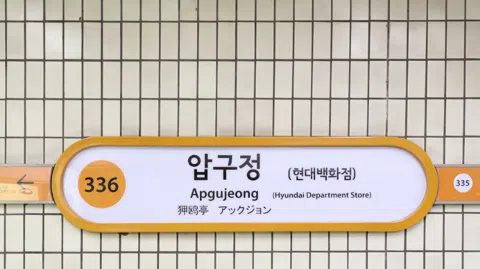 압구정 (현대백화점)
336 Apgujeong (Hyundai Department Store) 335
狎鸥亭 アックジョン